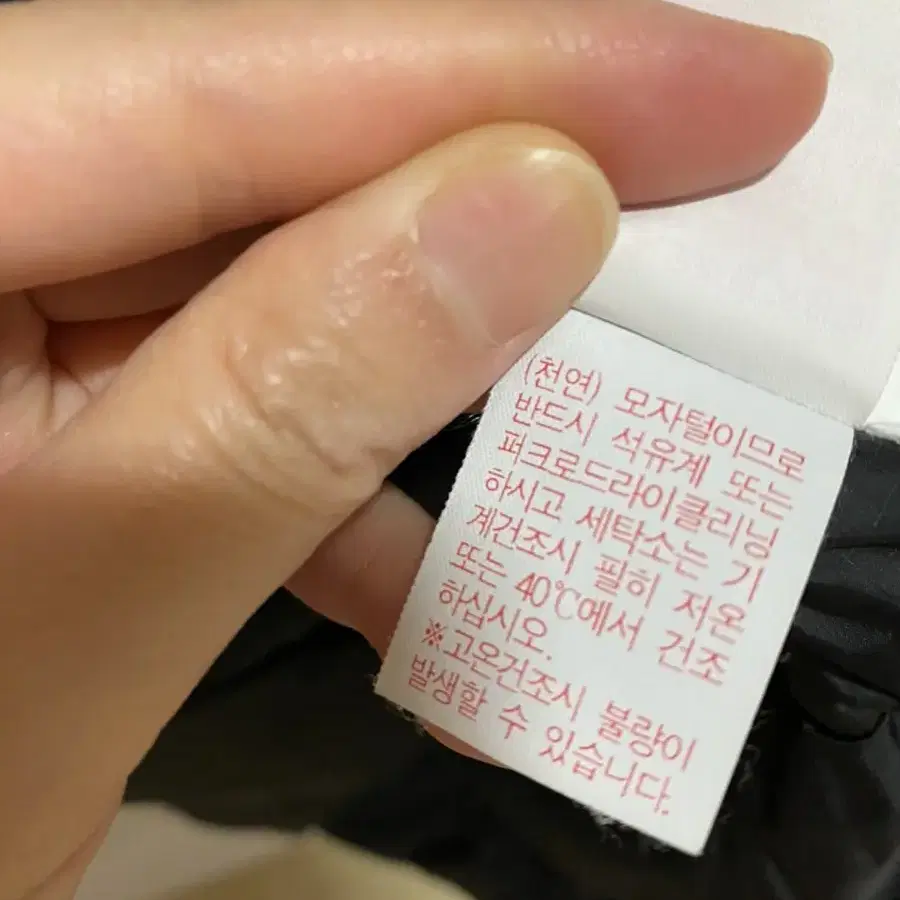 (천연) 모자털이므로
반드시 석유계 또는
퍼크로드라이클리닝
하시고 세탁소는 기
계건조시 필히 저온
또는 40℃에서 건조
하십시오.
※고온건조시 불량이
발생할 수 있습니다.